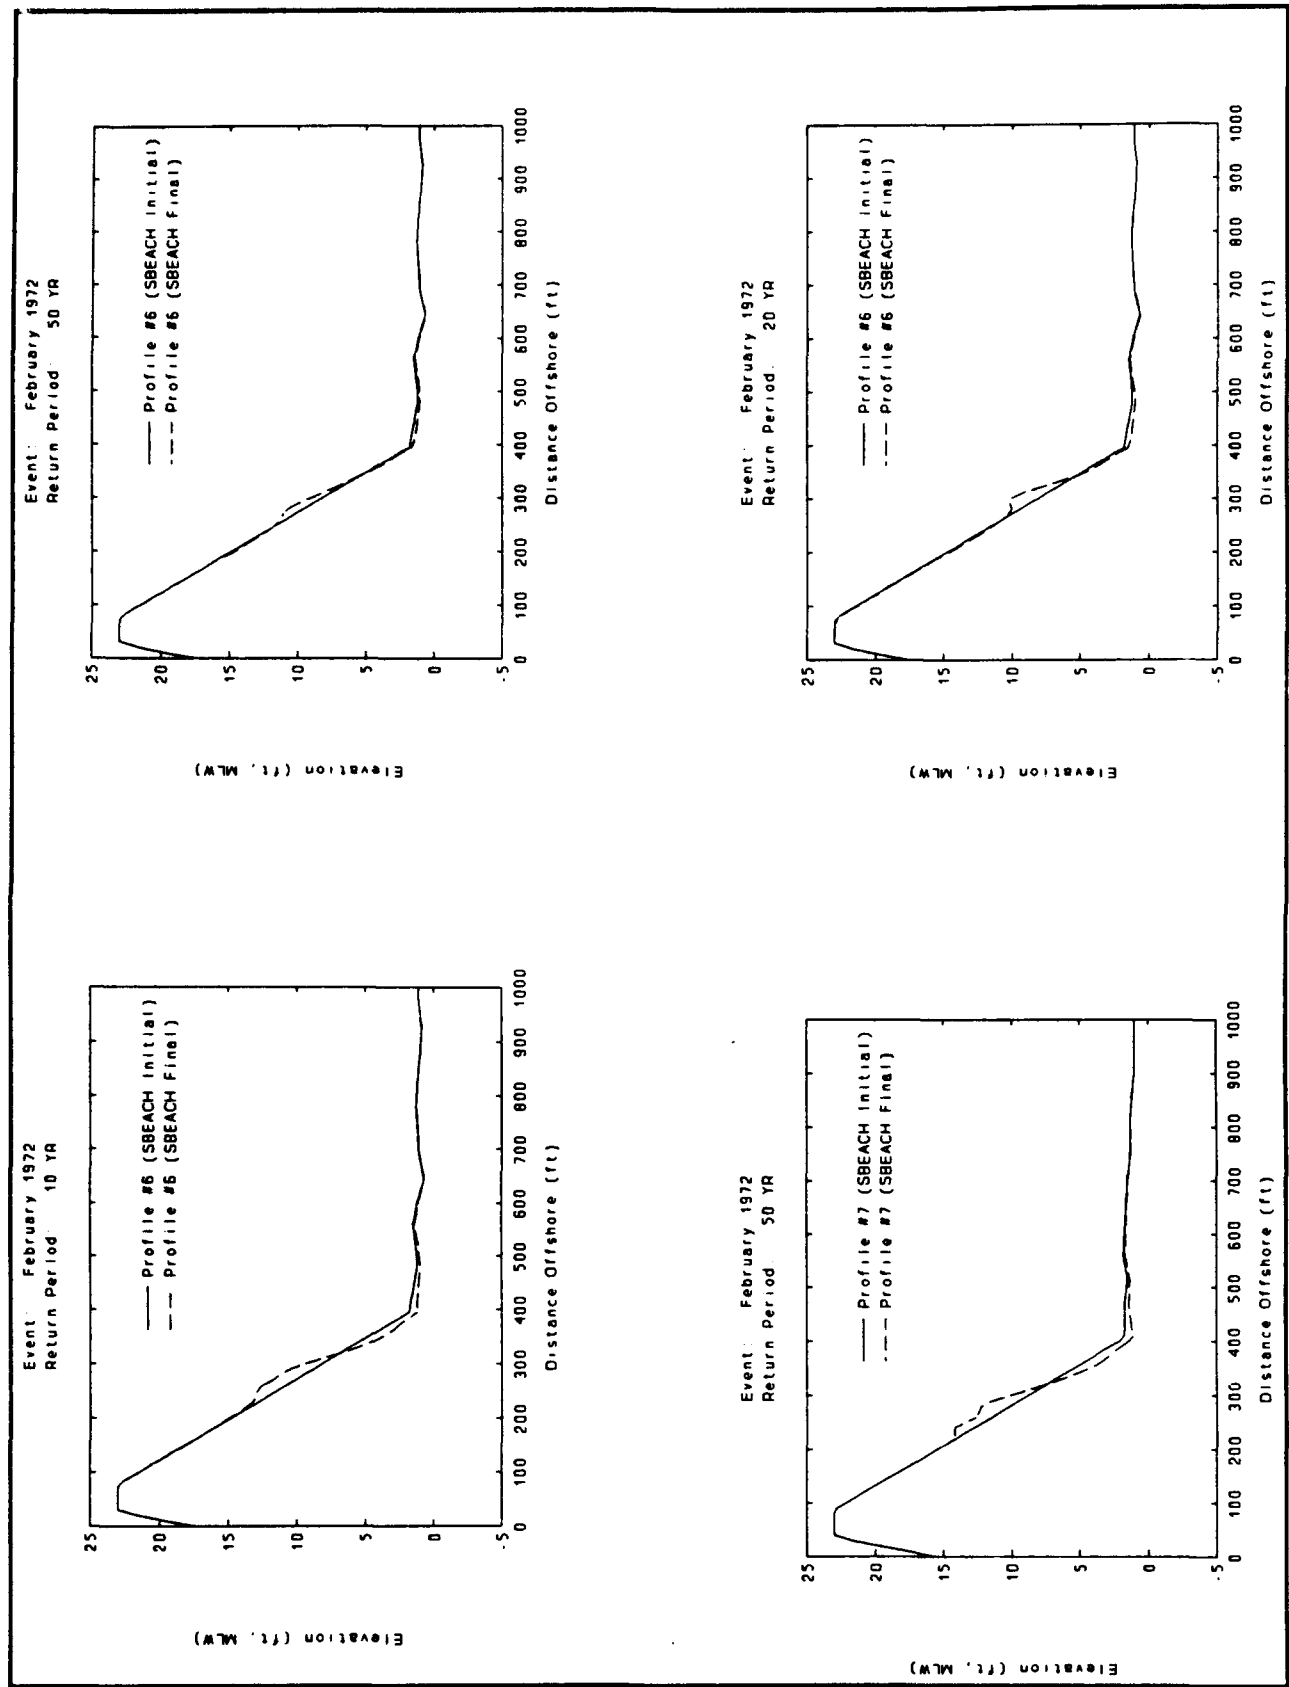 Event February 1972
Return Period 10 YR
25
20
15
10
5
0
-5
Elevation (ft, MLW)
Profile #6 (SBEACH Initial)
Profile #6 (SBEACH Final)
0 100 200 300 400 500 600 700 800 900 1000
Distance Offshore (ft)
Event: February 1972
Return Period 50 YR
25
20
15
10
5
0
-5
Elevation (ft, MLW)
Profile #6 (SBEACH Initial)
Profile #6 (SBEACH Final)
0 100 200 300 400 500 600 700 800 900 1000
Distance Offshore (ft)
Event: February 1972
Return Period 50 YR
25
20
15
10
5
0
-5
Elevation (ft, MLW)
Profile #7 (SBEACH Initial)
Profile #7 (SBEACH Final)
0 100 200 300 400 500 600 700 800 900 1000
Distance Offshore (ft)
Event: February 1972
Return Period. 20 YR
25
20
15
10
5
0
-5
Elevation (ft, MLW)
Profile #6 (SBEACH Initial)
Profile #6 (SBEACH Final)
0 100 200 300 400 500 600 700 800 900 1000
Distance Offshore (ft)